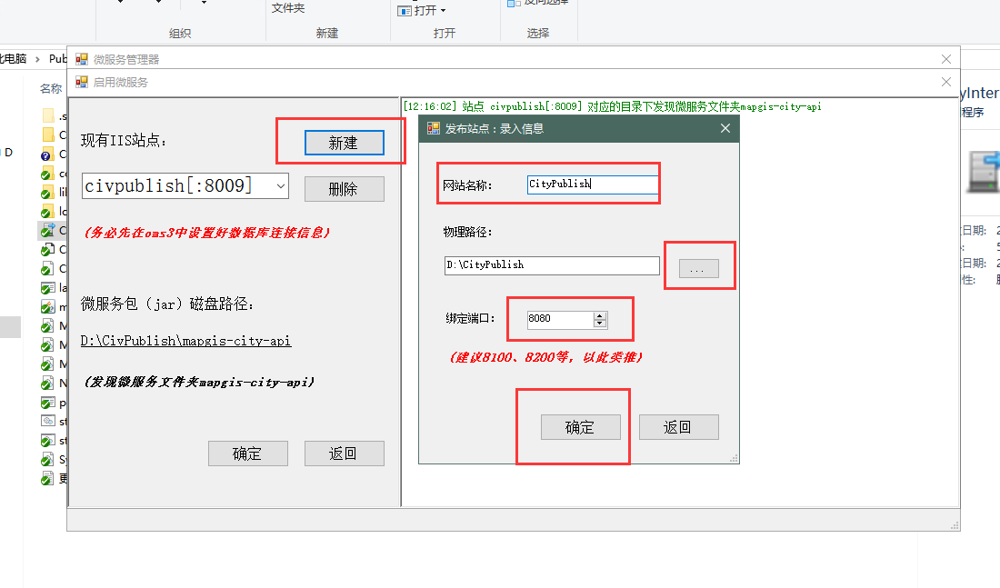 文件夹
打开
反向选择
组织
新建
打开
选择
此电脑
Pub
微服务管理器
启用微服务
名称
D
yInter
程序
现有IIS站点：
新建
civpublish[:8009]
删除
(务必先在oms3中设置好数据库连接信息)
微服务包（jar）磁盘路径：
D:\CivPublish\mapgis-city-api
(发现微服务文件夹mapgis-city-api)
确定
返回
[12:16:02] 站点 civpublish[:8009] 对应的目录下发现微服务文件夹mapgis-city-api
发布站点：录入信息
网站名称：
CityPublish
物理路径：
D:\CityPublish
...
绑定端口：
8080
(建议8100、8200等，以此类推)
确定
返回
.s
C
C
co
lil
lo
C
C
C
la
m
M
M
M
N
p
st
st
Sy
更
日期: 2
日期: 2
性: